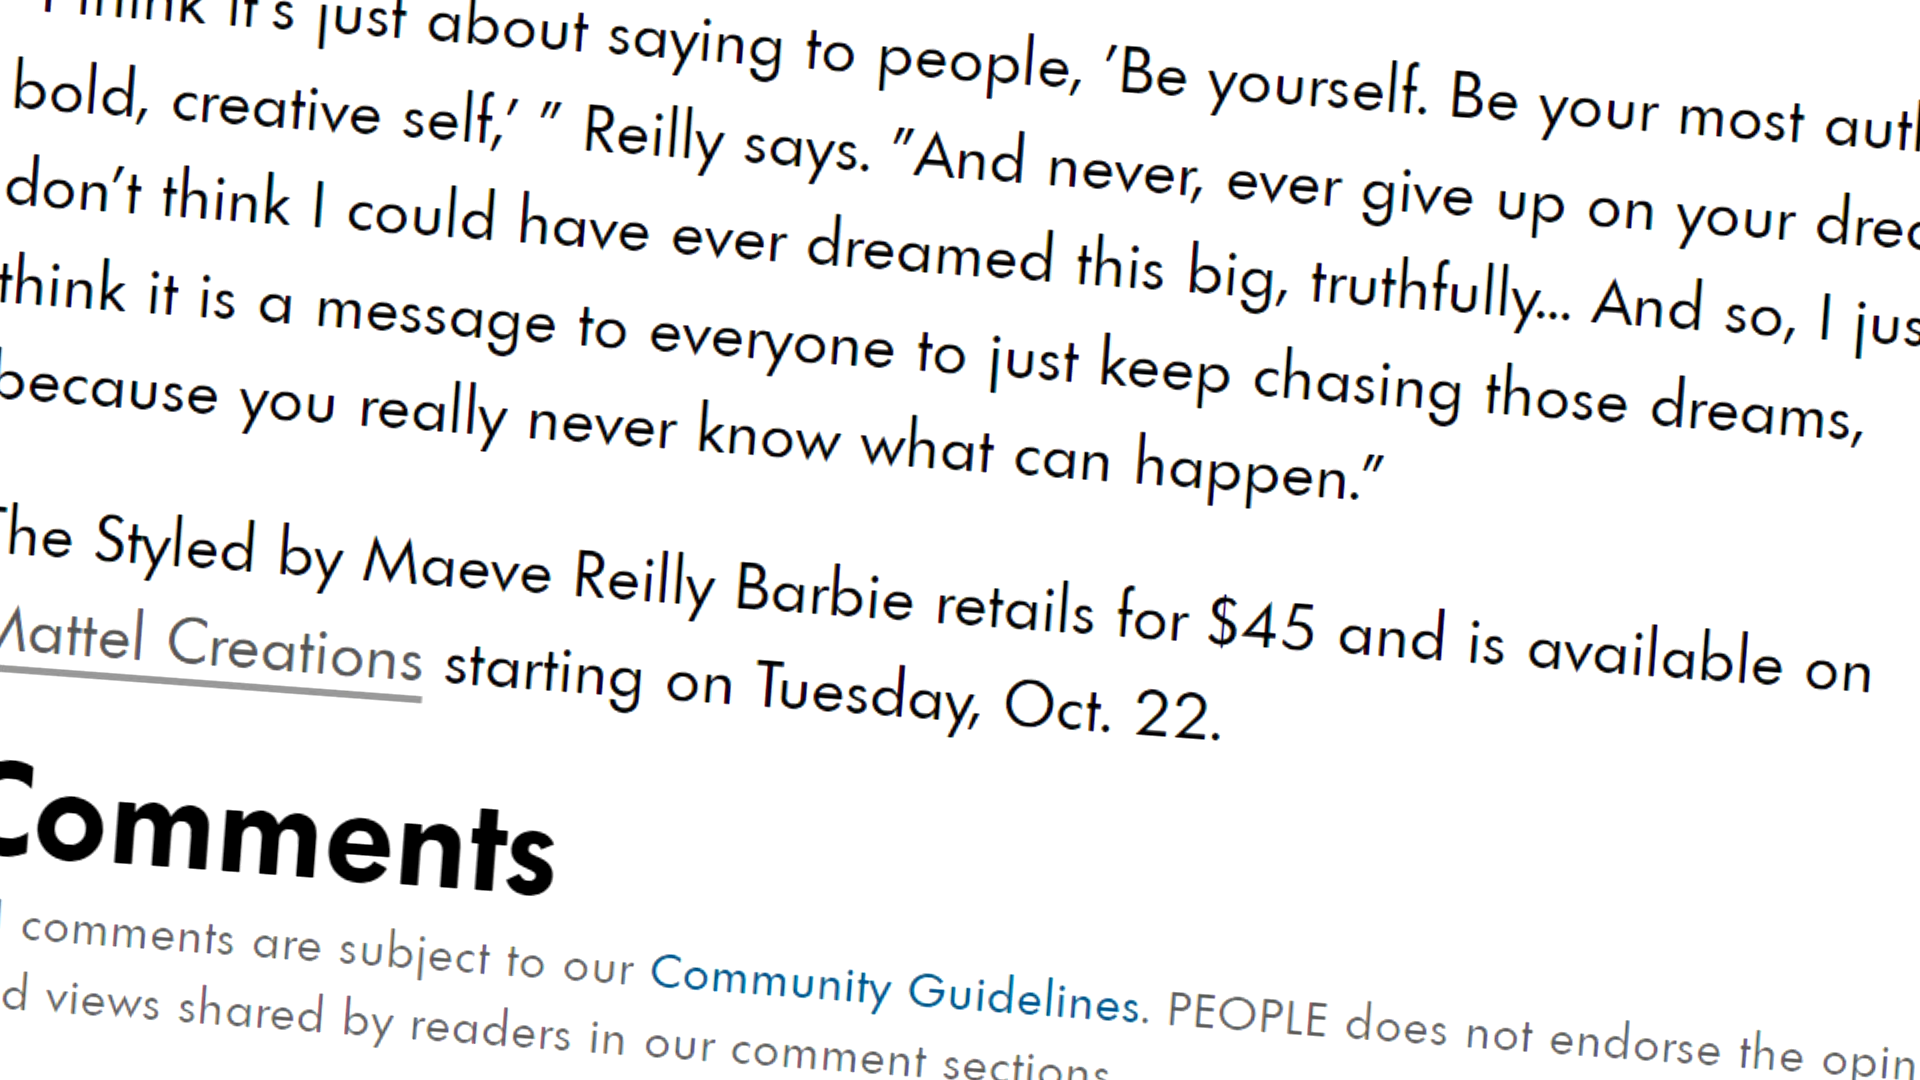 think it's just about saying to people, 'Be yourself. Be your most
bold, creative self,' " Reilly says. "And never, ever give up on your
don't think I could have ever dreamed this big, truthfully... And so, I
think it is a message to everyone to just keep chasing those dreams,
because you really never know what can happen."
The Styled by Maeve Reilly Barbie retails for $45 and is available on
Mattel Creations starting on Tuesday, Oct. 22.
Comments
comments are subject to our Community Guidelines. PEOPLE does not endorse the
views shared by readers in our comment sections.